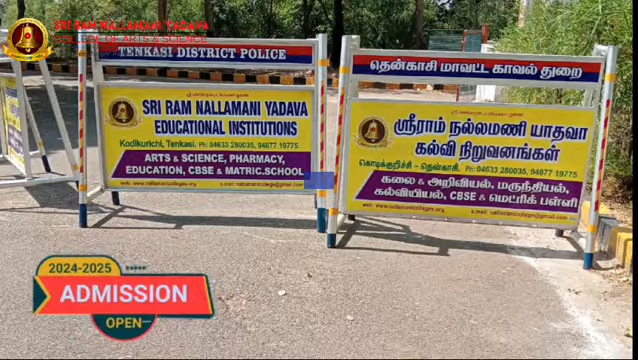 SRI RAM NALLAMANI YADAVA
COLLEGE OF ARTS & SCIENCE
TENKASI DISTRICT POLICE
SRI RAM NALLAMANI YADAVA
EDUCATIONAL INSTITUTIONS
Kodikurichi, Tenkasi. Ph: 04633 280035, 94877 19775
ARTS & SCIENCE, PHARMACY,
EDUCATION, CBSE & MATRIC.SCHOOL
தென்காசி மாவட்ட காவல் துறை
ஸ்ரீராம் நல்லமணி யாதவா
கல்வி நிறுவனங்கள்
கொடிக்குறிச்சி - தென்காசி. Ph: 04633 280035, 94877 19775
கலை & அறிவியல், மருந்தியல்,
கல்வியியல், CBSE & மெட்ரிக் பள்ளி
2024-2025
ADMISSION
OPEN